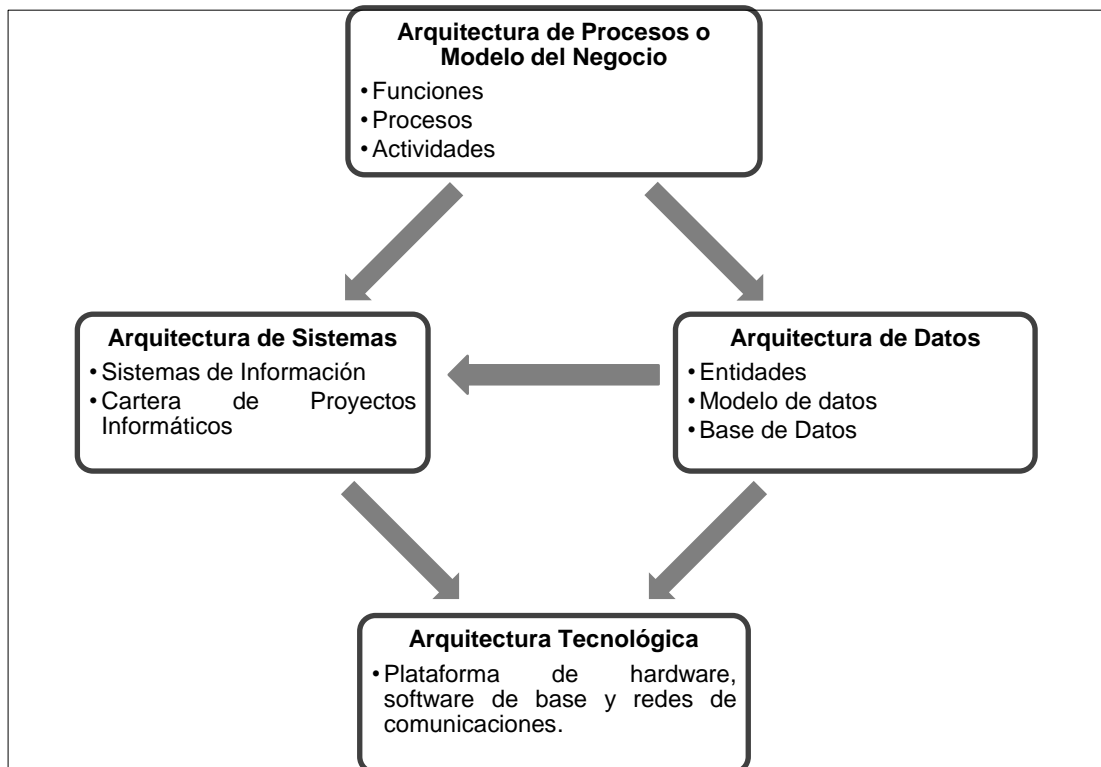 Arquitectura de Procesos o
Modelo del Negocio
• Funciones
• Procesos
• Actividades
Arquitectura de Sistemas
• Sistemas de Información
• Cartera de Proyectos
Informáticos
Arquitectura de Datos
• Entidades
• Modelo de datos
• Base de Datos
Arquitectura Tecnológica
• Plataforma de hardware,
software de base y redes de
comunicaciones.